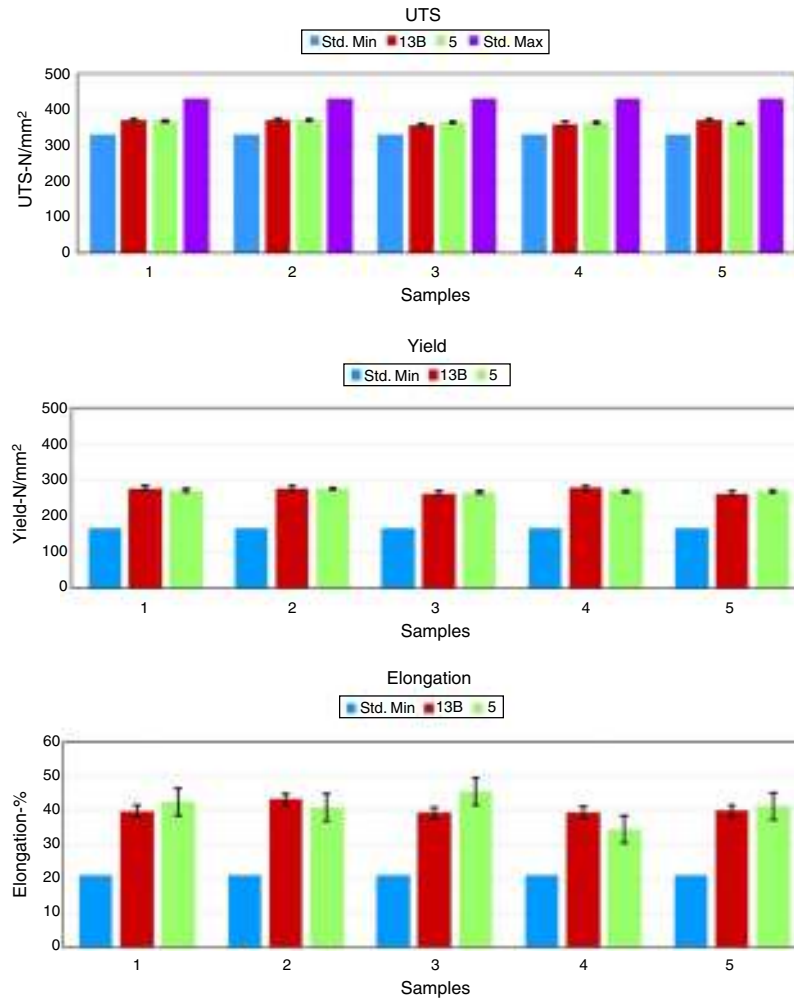 UTS
Std. Min 13B 5 Std. Max
500
400
300
200
100
0
UTS-N/mm²
1 2 3 4 5
Samples
Yield
Std. Min 13B 5
500
400
300
200
100
0
Yield-N/mm²
1 2 3 4 5
Samples
Elongation
Std. Min 13B 5
60
50
40
30
20
10
0
Elongation-%
1 2 3 4 5
Samples